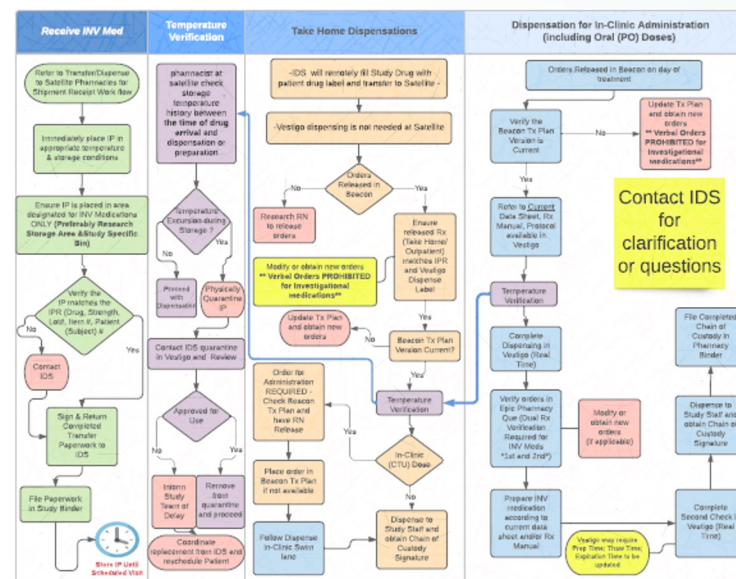 Receive INV Med
Temperature
Verification
Take Home Dispensations
Dispensation for In-Clinic Administration
(including Oral (PO) Doses)
Refer to Transfer/Dispense
to Satellite Pharmacies for
Shipment Receipt Work flow
Immediately place IP in
appropriate temperature
& storage conditions
Ensure IP is placed in area
designated for INV Medications
ONLY (Preferably Research
Storage Area &Study Specific
Bin)
Verify the
IP matches the
IPR (Drug, Strength,
Lot#, Item #, Patient
(Subject) #
No
Yes
Contact
IDS
Sign & Return
Completed
Transfer
Paperwork to
IDS
File Paperwork
in Study Binder
Store IP Until
Scheduled Visit
pharmacist at
satellite check
storage
temperature
history between
the time of drug
arrival and
dispensation or
preparation
Temperature
Excursion during
Storage ?
No
Yes
Proceed
with
Dispensation
Physically
Quarantine
IP
Contact IDS quarantine
in Vestigo and Review
Approved for
Use
No
Yes
Inform
Study
Team of
Delay
Remove
from
quarantine
and proceed
Coordinate
replacement from IDS and
reschedule Patient
-IDS will remotely fill Study Drug with
patient drug label and transfer to Satellite -
-Vestigo dispensing is not needed at Satellite
Orders
Released in
Beacon
No
Yes
Research RN
to release
orders
Ensure
released Rx
(Take Home/
Outpatient)
matches IPR
and Vestigo
Dispense
Label
Modify or obtain new orders
** Verbal Orders PROHIBITED
for Investigational
medications**
Yes
Update Tx Plan
and obtain new
orders
No
Beacon Tx Plan
Version Current?
Yes
Order for
Administration
REQUIRED -
Check Beacon
Tx Plan and
have RN
Release
Temperature
Verification
Yes
In-Clinic
(CTU) Dose
Place order in
Beacon Tx Plan
if not available
No
Follow Dispense
In-Clinic Swim
lane
Dispense to
Study Staff and
obtain Chain of
Custody
Signature
Orders Released in Beacon on day of
treatment
Verify the
Beacon Tx Plan
Version is
Current
No
Update Tx Plan
and obtain new
orders
** Verbal Orders
PROHIBITED for
Investigational
medications**
Yes
Refer to Current
Data Sheet, Rx
Manual, Protocol
available in
Vestigo
Contact IDS
for
clarification
or questions
Temperature
Verification
Complete
Dispensing in
Vestigo (Real
Time)
File Completed
Chain of
Custody in
Pharmacy
Binder
Verify orders in
Epic Pharmacy
Que (Dual Rx
Verification
Required for
INV Meds
*1st and 2nd*)
Modify or
obtain new
orders
(if applicable)
Dispense to
Study Staff and
obtain Chain of
Custody
Signature
Prepare INV
medication
according to
current data
sheet and/or Rx
Manual
Vestigo may require
Prep Time; Thaw Time;
Expiration Time to be
updated
Complete
Second Check in
Vestigo (Real
Time)